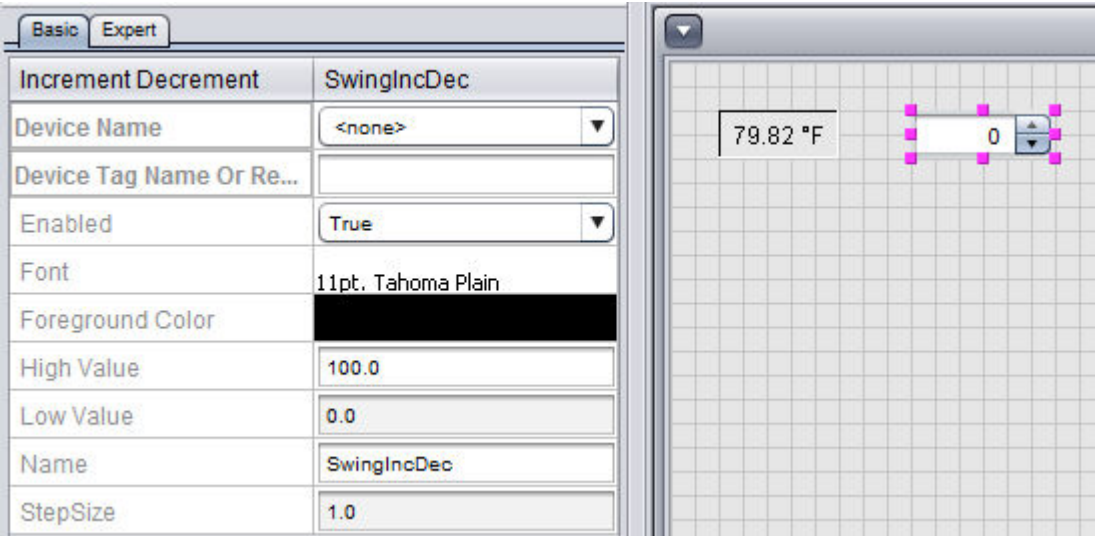 Basic Expert
Increment Decrement SwingIncDec
Device Name <none>
Device Tag Name Or Re...
Enabled True
Font 11pt. Tahoma Plain
Foreground Color
High Value 100.0
Low Value 0.0
Name SwingIncDec
StepSize 1.0
79.82 °F 0